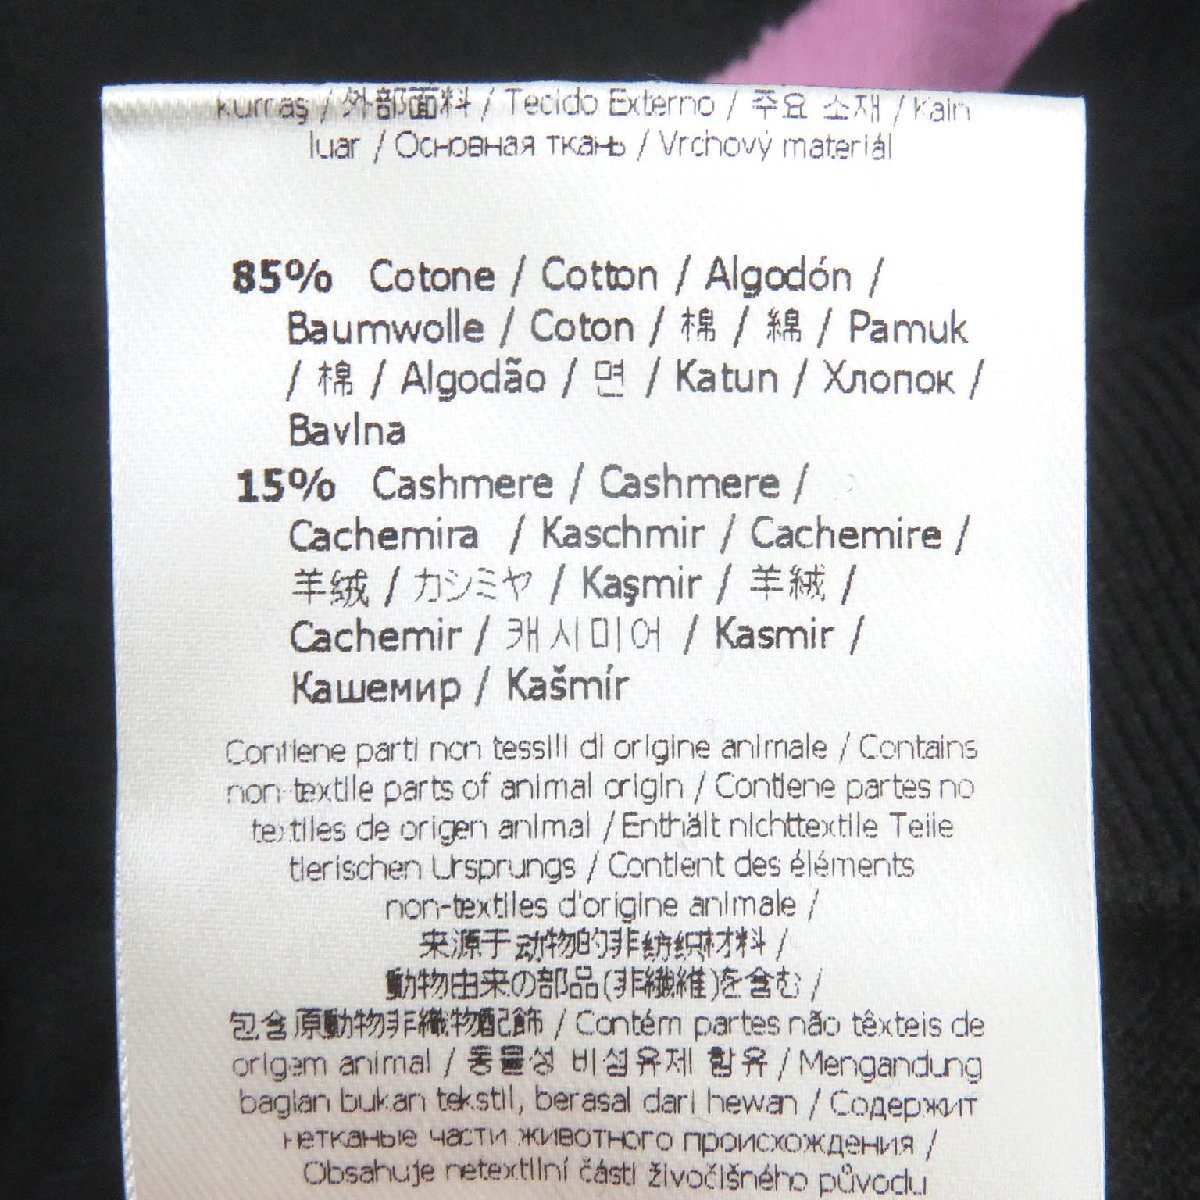 kumaş / 外部面料 / Tecido Externo / 주요 소재 / Kain
luar / Основная ткань / Vrchový materiál
85% Cotone / Cotton / Algodón /
Baumwolle / Coton / 棉 / 綿 / Pamuk
/ 棉 / Algodão / 면 / Katun / Хлопок /
Bavlna
15% Cashmere / Cashmere /
Cachemira / Kaschmir / Cachemire /
羊绒 / カシミヤ / Kaşmir / 羊絨 /
Cachemir / 캐시미어 / Kasmir /
Кашемир / Kašmír
Contiene parti non tessili di origine animale / Contains
non-textile parts of animal origin / Contiene partes no
textiles de origen animal / Enthält nichttextile Teile
tierischen Ursprungs / Contient des éléments
non-textiles d'origine animale /
来源于动物的非纺织材料 /
動物由来の部品(非繊維)を含む /
包含原動物非織物配飾 / Contém partes não têxteis de
origem animal / 동물성 비섬유제 함유 / Mengandung
bagian bukan tekstil, berasal dari hewan / Содержит
нетканые части животного происхождения /
Obsahuje netextilní části živočišného původu